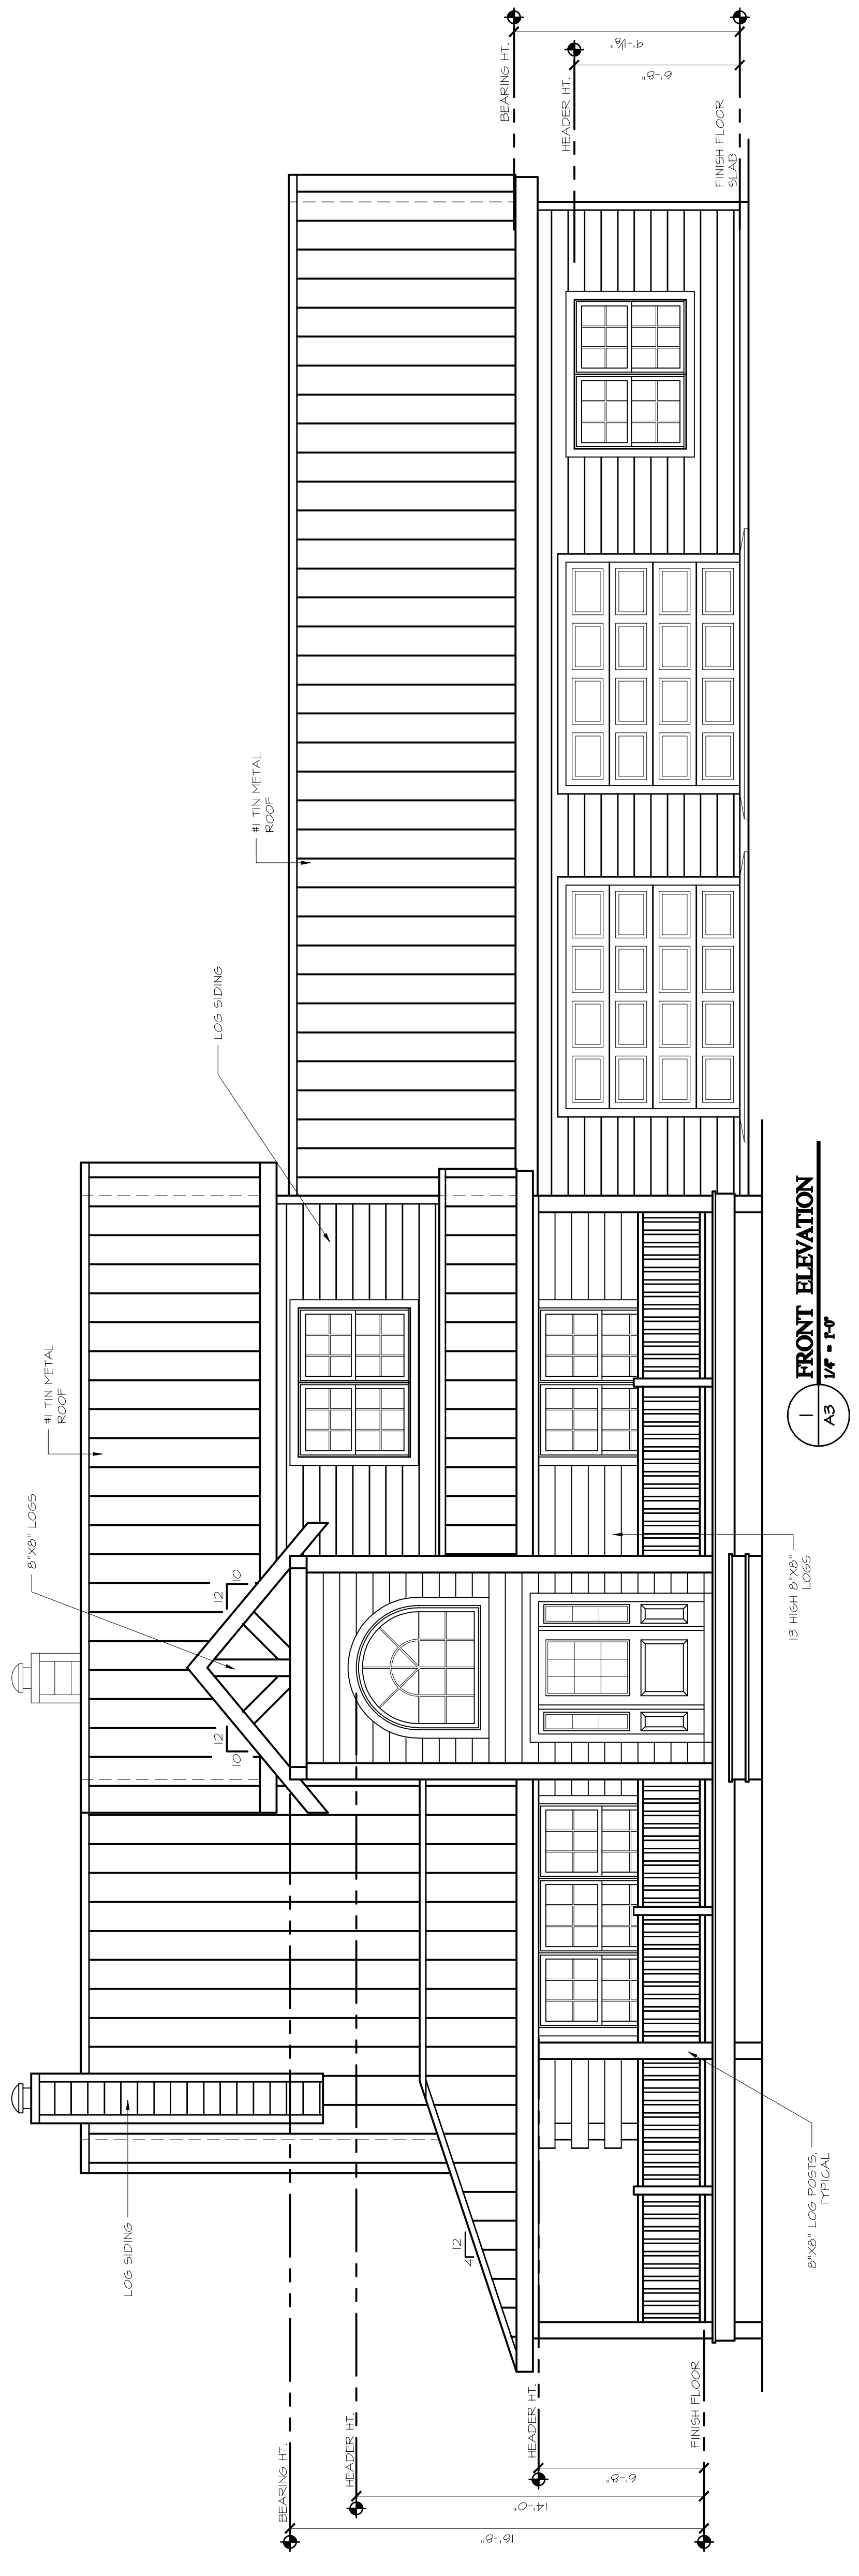 8"X8" LOGS
#1 TIN METAL
ROOF
LOG SIDING
#1 TIN METAL
ROOF
LOG SIDING
12
10
12
10
12
4
BEARING HT.
HEADER HT.
HEADER HT.
FINISH FLOOR
16'-8"
14'-0"
6'-8"
BEARING HT.
HEADER HT.
FINISH FLOOR
SLAB
9'-1⅛"
6'-8"
8"X8" LOG POSTS,
TYPICAL
13 HIGH 8"X8"
LOGS
1
A3
FRONT ELEVATION
1/4" = 1'-0"